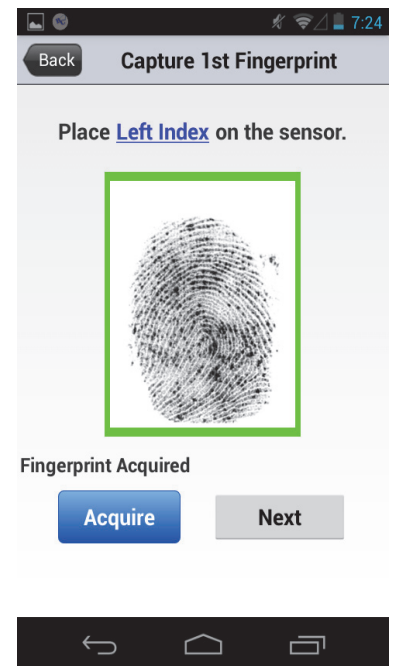 7:24
Back
Capture 1st Fingerprint
Place Left Index on the sensor.
Fingerprint Acquired
Acquire
Next